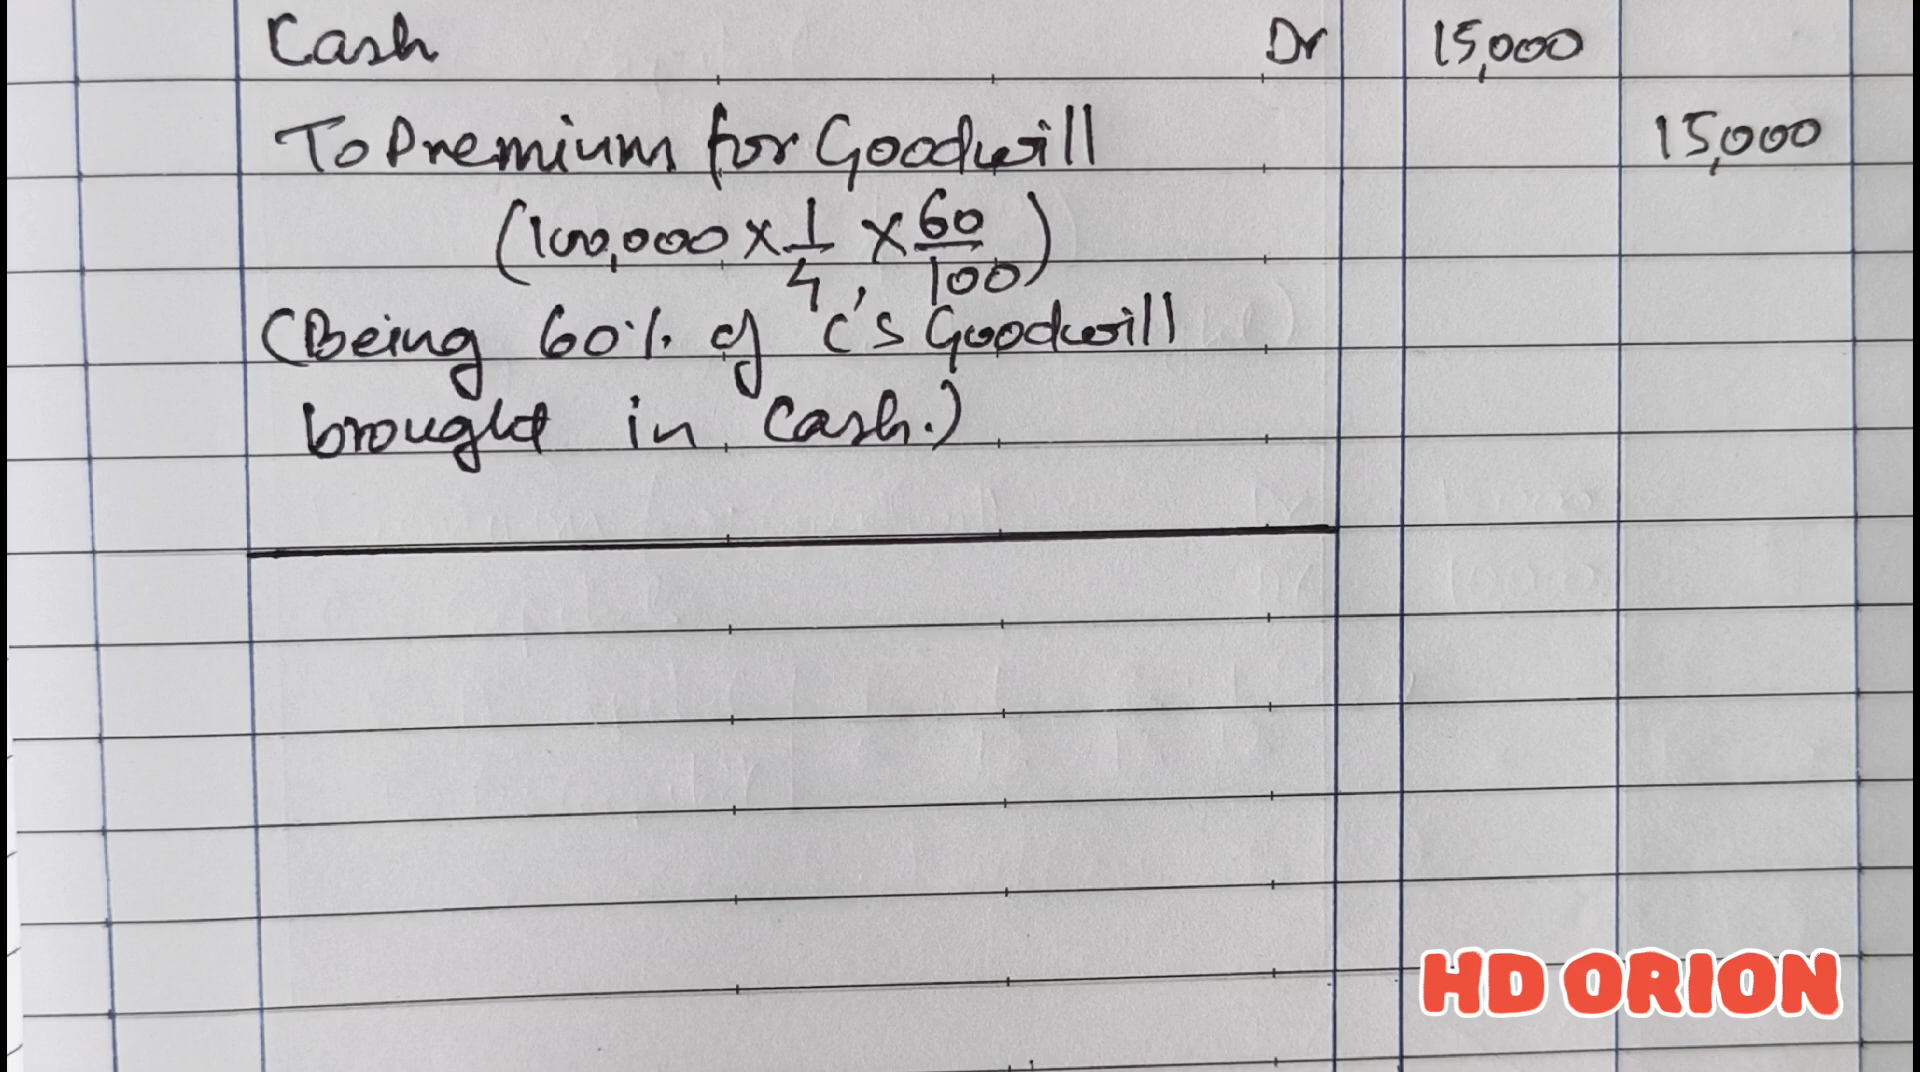 Cash Dr 15,000
To Premium for Goodwill 15,000
(100,000 × 1/4 × 60/100)
(Being 60% of 'C's Goodwill
brought in Cash.)
HD ORION